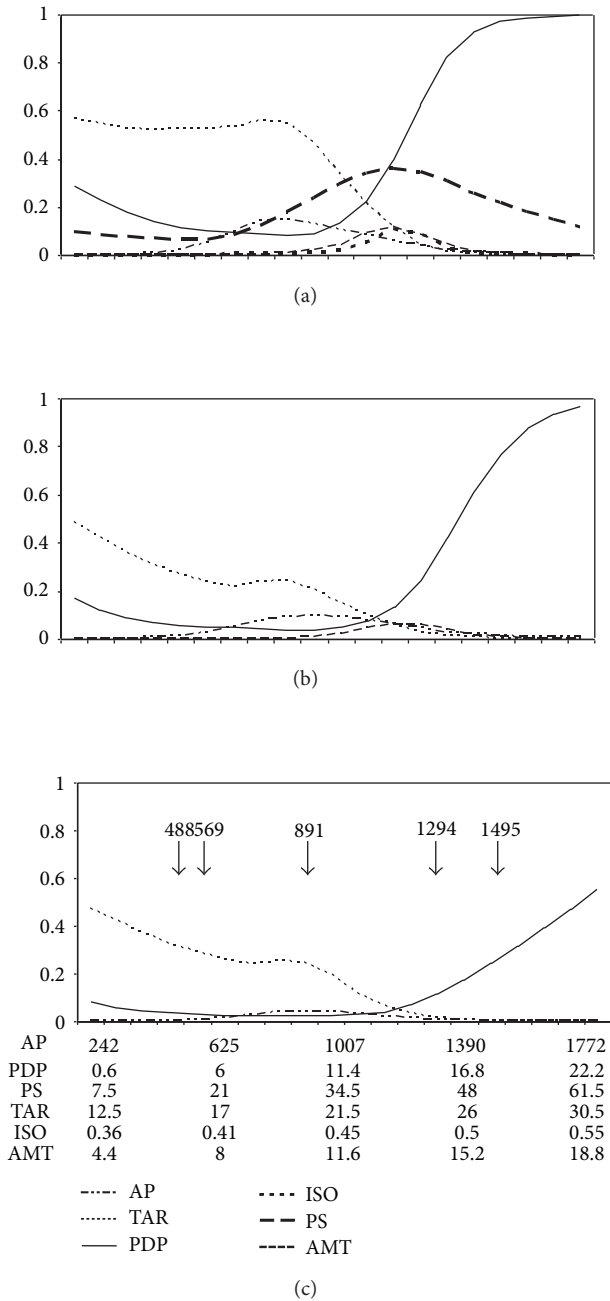 1
0.8
0.6
0.4
0.2
0
(a)
1
0.8
0.6
0.4
0.2
0
(b)
1
0.8
0.6
0.4
0.2
0
488 569 891 1294 1495
AP 242 625 1007 1390 1772
PDP 0.6 6 11.4 16.8 22.2
PS 7.5 21 34.5 48 61.5
TAR 12.5 17 21.5 26 30.5
ISO 0.36 0.41 0.45 0.5 0.55
AMT 4.4 8 11.6 15.2 18.8
AP ISO
TAR PS
PDP AMT
(c)